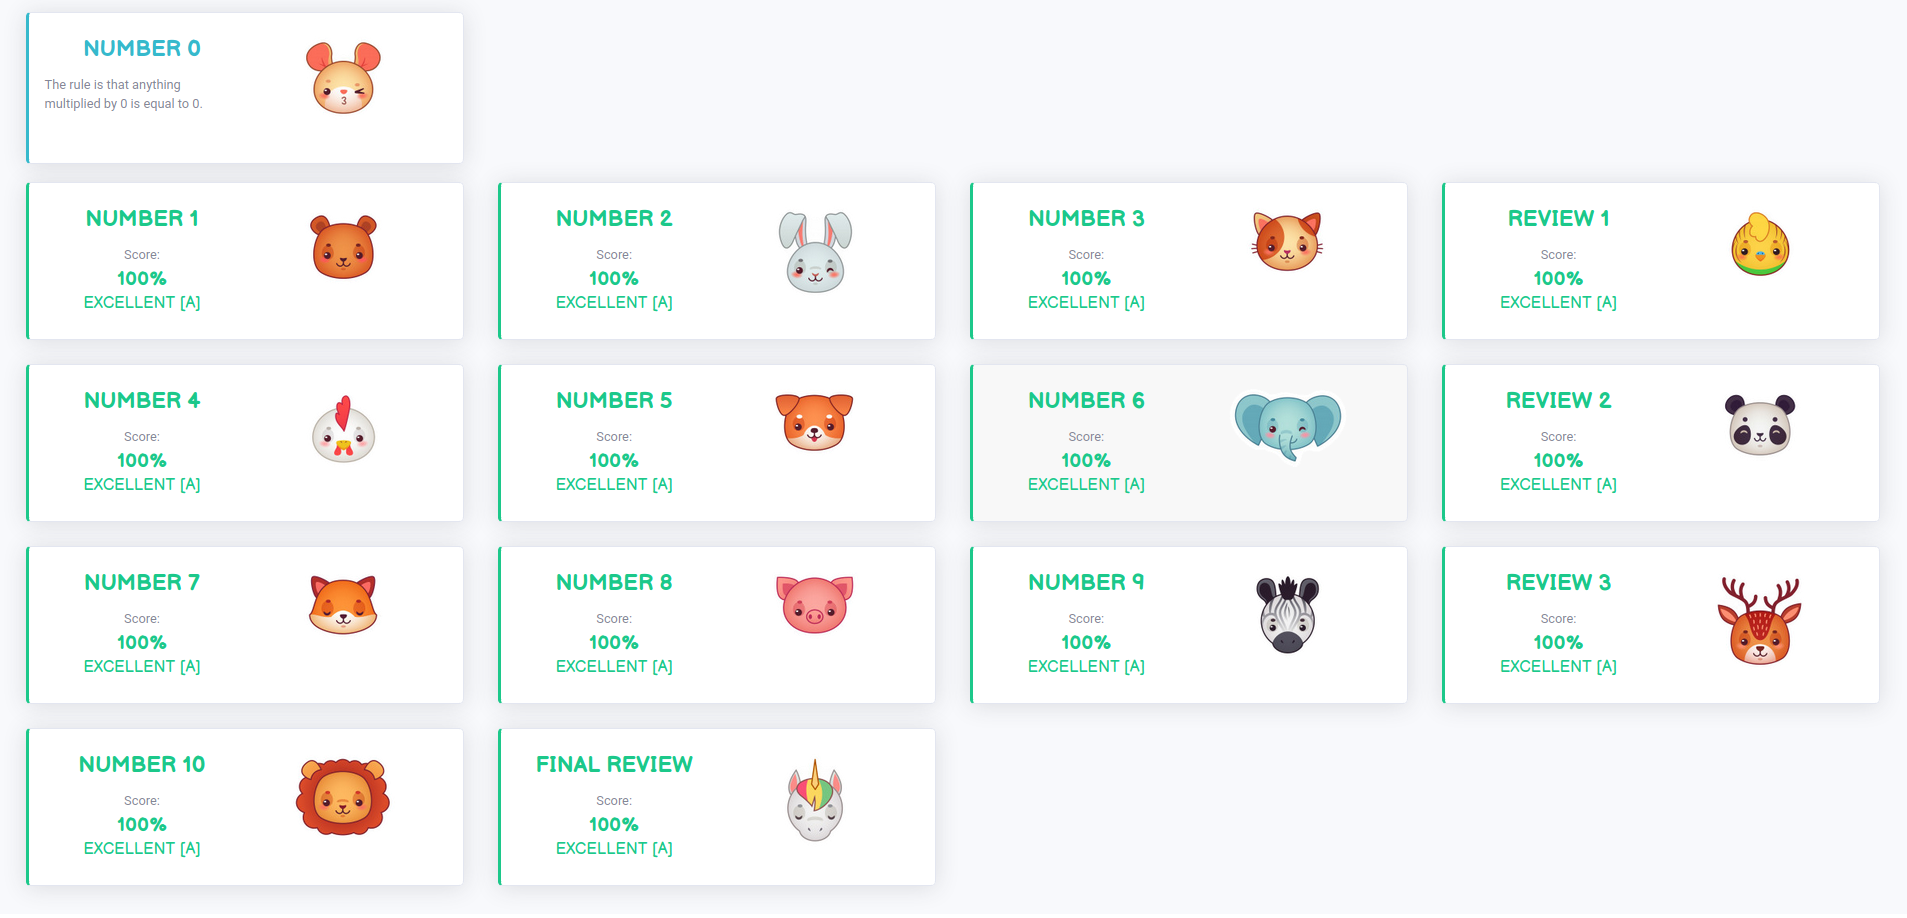 NUMBER 0
The rule is that anything
multiplied by 0 is equal to 0.
NUMBER 1
Score:
100%
EXCELLENT [A]
NUMBER 2
Score:
100%
EXCELLENT [A]
NUMBER 3
Score:
100%
EXCELLENT [A]
REVIEW 1
Score:
100%
EXCELLENT [A]
NUMBER 4
Score:
100%
EXCELLENT [A]
NUMBER 5
Score:
100%
EXCELLENT [A]
NUMBER 6
Score:
100%
EXCELLENT [A]
REVIEW 2
Score:
100%
EXCELLENT [A]
NUMBER 7
Score:
100%
EXCELLENT [A]
NUMBER 8
Score:
100%
EXCELLENT [A]
NUMBER 9
Score:
100%
EXCELLENT [A]
REVIEW 3
Score:
100%
EXCELLENT [A]
NUMBER 10
Score:
100%
EXCELLENT [A]
FINAL REVIEW
Score:
100%
EXCELLENT [A]